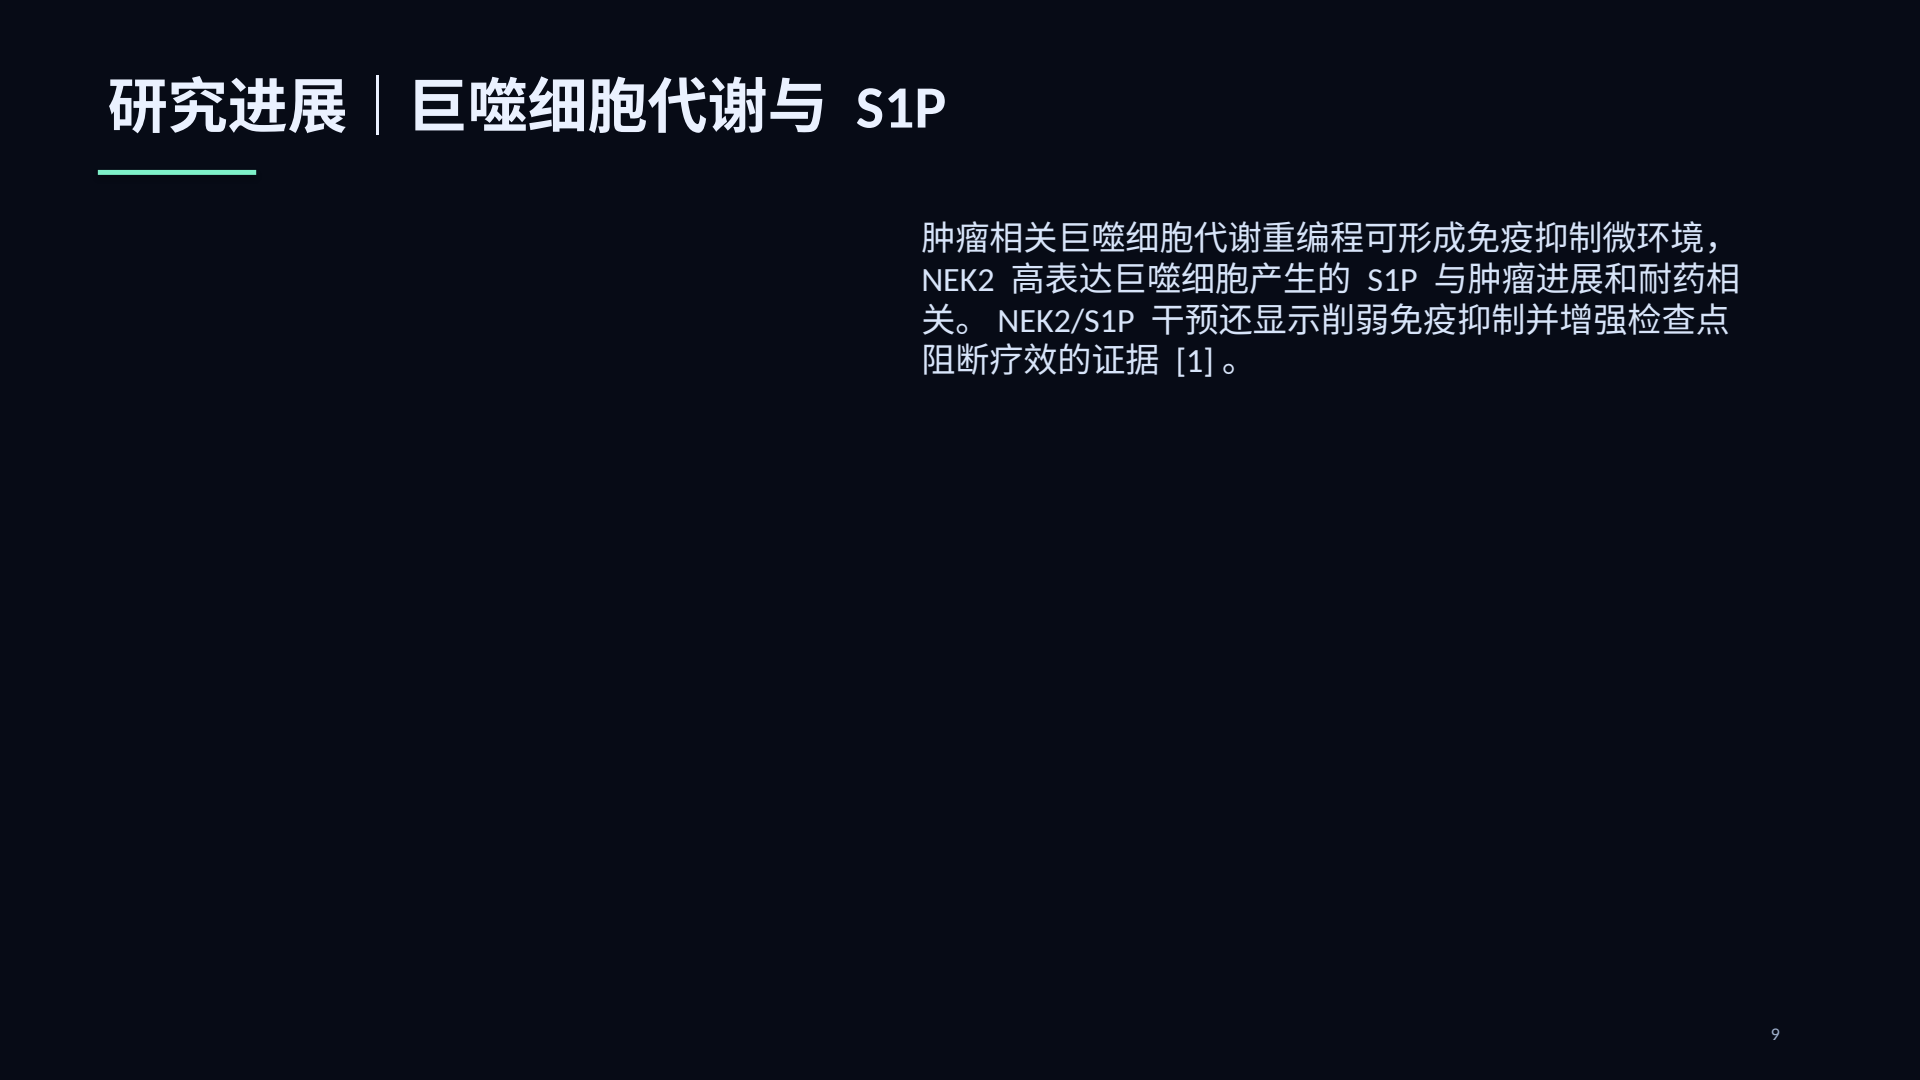 研究进展｜巨噬细胞代谢与 S1P
肿瘤相关巨噬细胞代谢重编程可形成免疫抑制微环境，
NEK2 高表达巨噬细胞产生的 S1P 与肿瘤进展和耐药相
关。NEK2/S1P 干预还显示削弱免疫抑制并增强检查点
阻断疗效的证据 [1]。
9